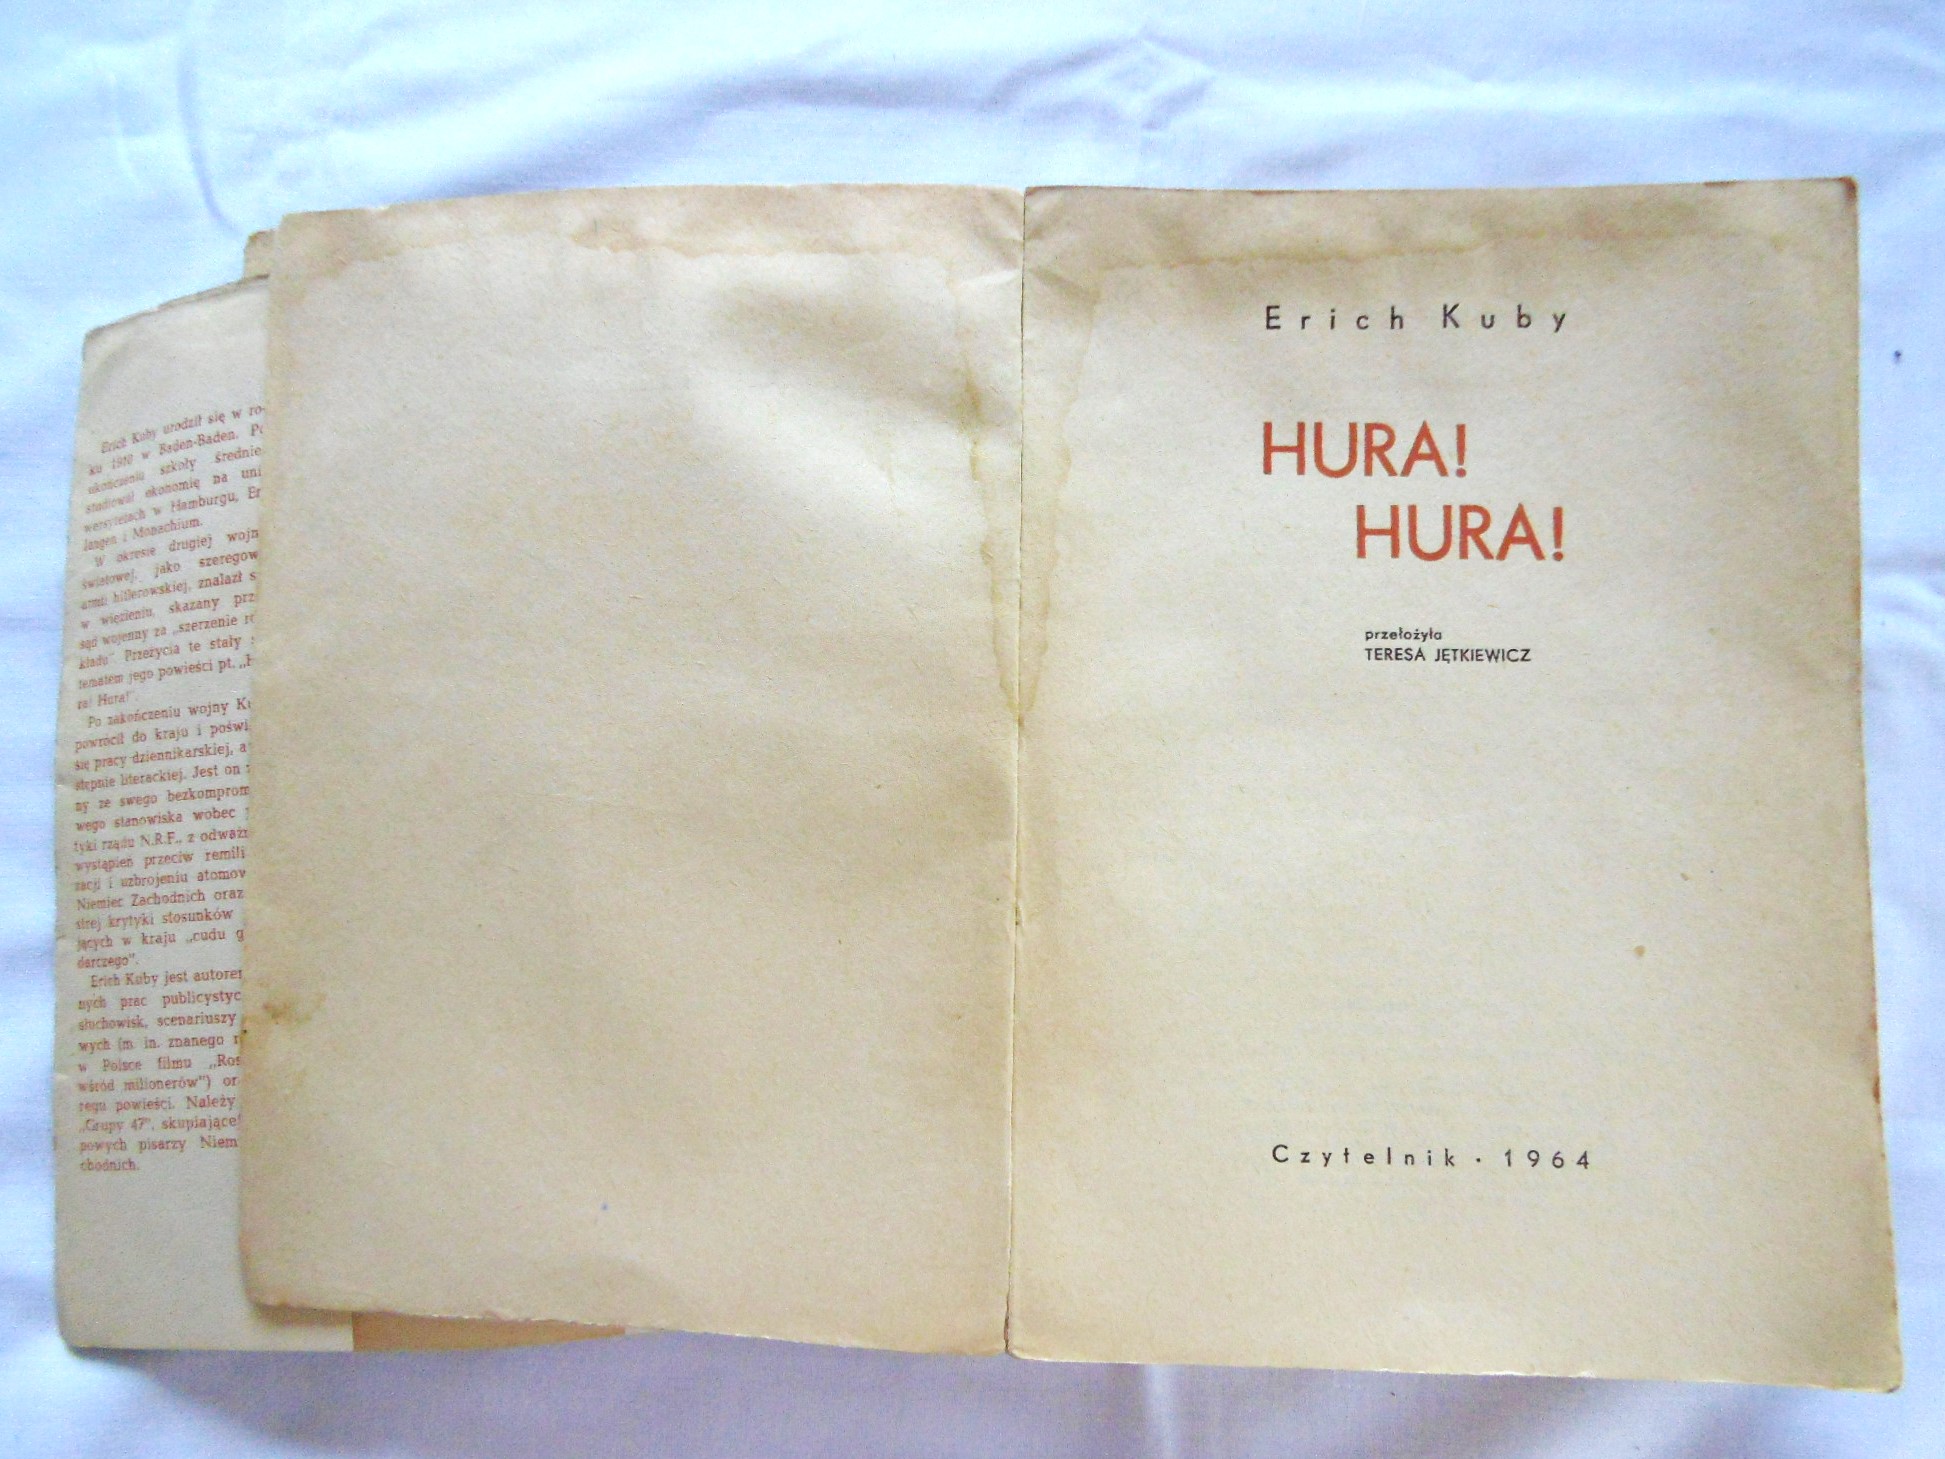 Erich Kuby urodził się w ro-
ku 1910 w Baden-Baden. Po
ukończeniu szkoły średnie
studiował ekonomię na uni
wersytetach w Hamburgu, Er
langen i Monachium.
W okresie drugiej wojn
światowej, jako szeregow
armii hitlerowskiej, znalazł s
w więzieniu, skazany prz
sąd wojenny za „szerzenie ro
kładu" Przeżycia te stały s
tematem jego powieści pt. „H
ra! Hura!".
Po zakończeniu wojny Ku
powrócił do kraju i poświ
się pracy dziennikarskiej, a
stępnie literackiej. Jest on
ny ze swego bezkomprom
wego stanowiska wobec
tyki rządu N.R.F., z odważn
wystąpień przeciw remili
zacji i uzbrojeniu atomow
Niemiec Zachodnich oraz
strej krytyki stosunków
jących w kraju „cudu g
darczego".
Erich Kuby jest autorem
nych prac publicystyc
słuchowisk, scenariuszy
wych (m. in. znanego
w Polsce filmu „Ros
wśród milionerów") or
regu powieści. Należy
„Grupy 47", skupiające
powych pisarzy Niem
chodnich.
Erich Kuby
HURA!
HURA!
przełożyła
TERESA JĘTKIEWICZ
Czytelnik · 1964